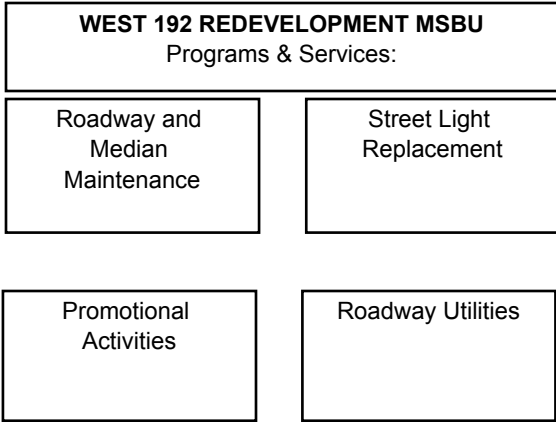 WEST 192 REDEVELOPMENT MSBU
Programs & Services:
Roadway and
Median
Maintenance
Street Light
Replacement
Promotional
Activities
Roadway Utilities